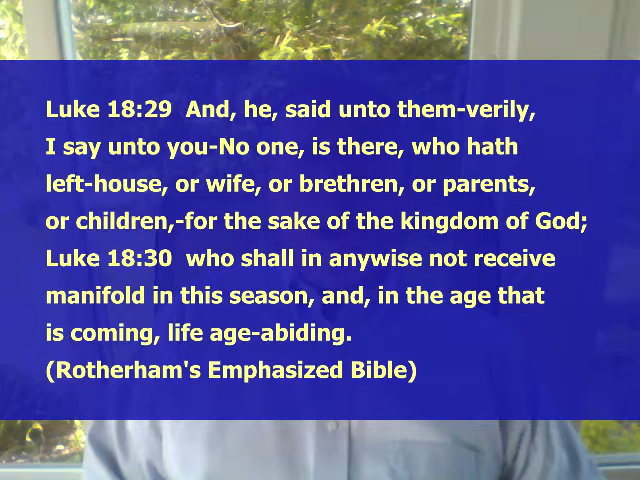 Luke 18:29  And, he, said unto them-verily,
I say unto you-No one, is there, who hath
left-house, or wife, or brethren, or parents,
or children,-for the sake of the kingdom of God;
Luke 18:30  who shall in anywise not receive
manifold in this season, and, in the age that
is coming, life age-abiding.
(Rotherham's Emphasized Bible)